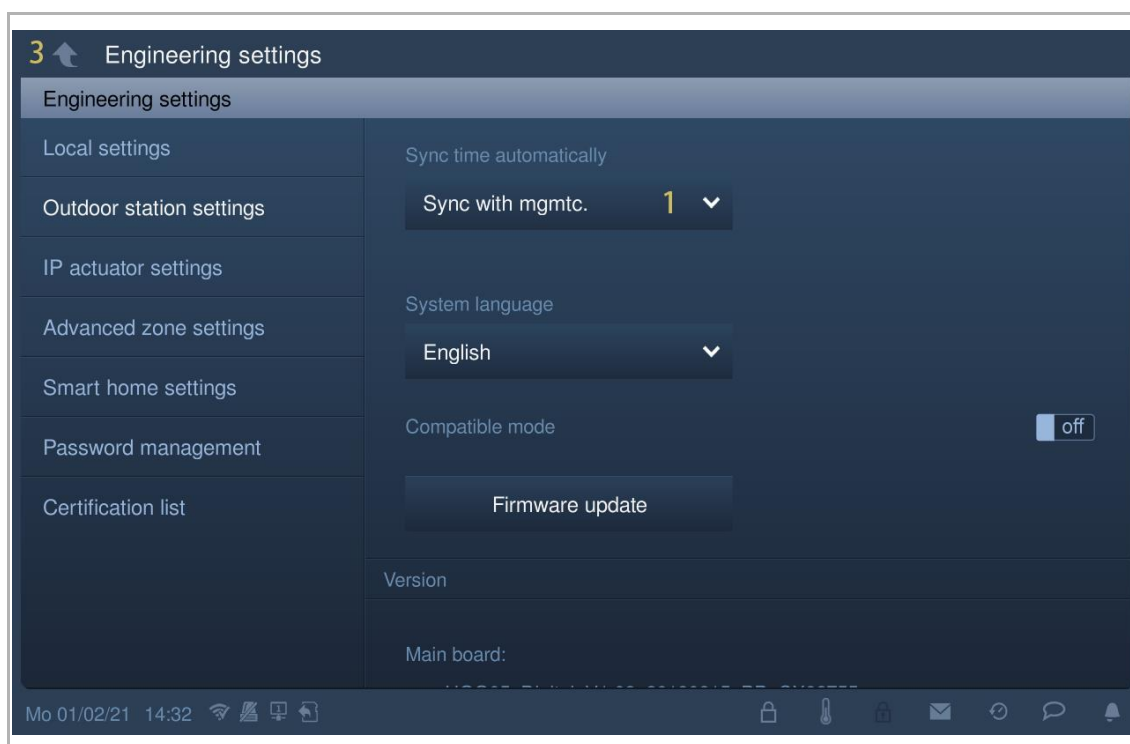 3 Engineering settings
Engineering settings
Local settings
Outdoor station settings
IP actuator settings
Advanced zone settings
Smart home settings
Password management
Certification list
Sync time automatically
Sync with mgmtc. 1
System language
English
Compatible mode
off
Firmware update
Version
Main board:
Mo 01/02/21 14:32